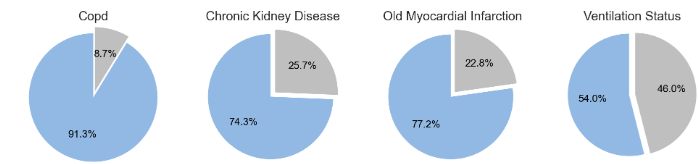 Copd
8.7%
91.3%
Chronic Kidney Disease
25.7%
74.3%
Old Myocardial Infarction
22.8%
77.2%
Ventilation Status
54.0%
46.0%